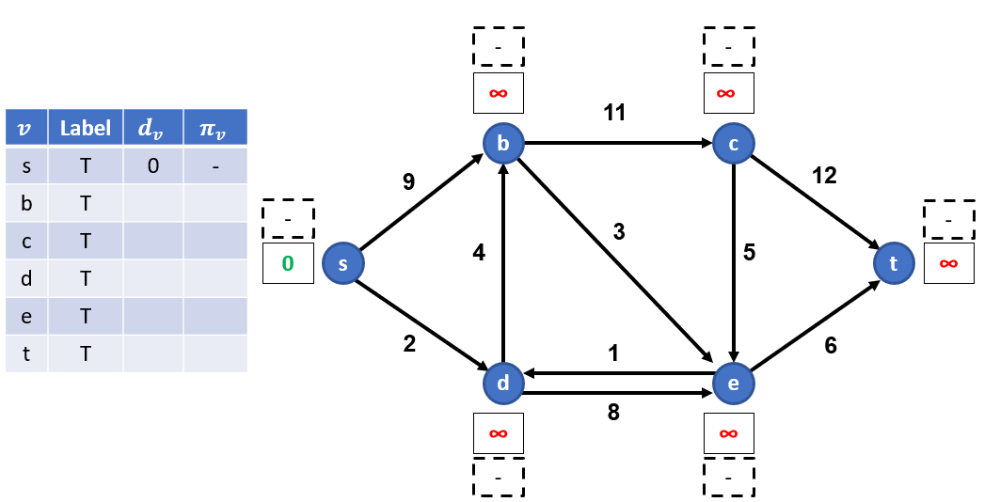 v Label d_v π_v
s T 0 -
b T
c T
d T
e T
t T
- -
∞ ∞
11
b c
9 12
4 3 5
- -
0 s t ∞
2 1 6
d e
8
∞ ∞
- -